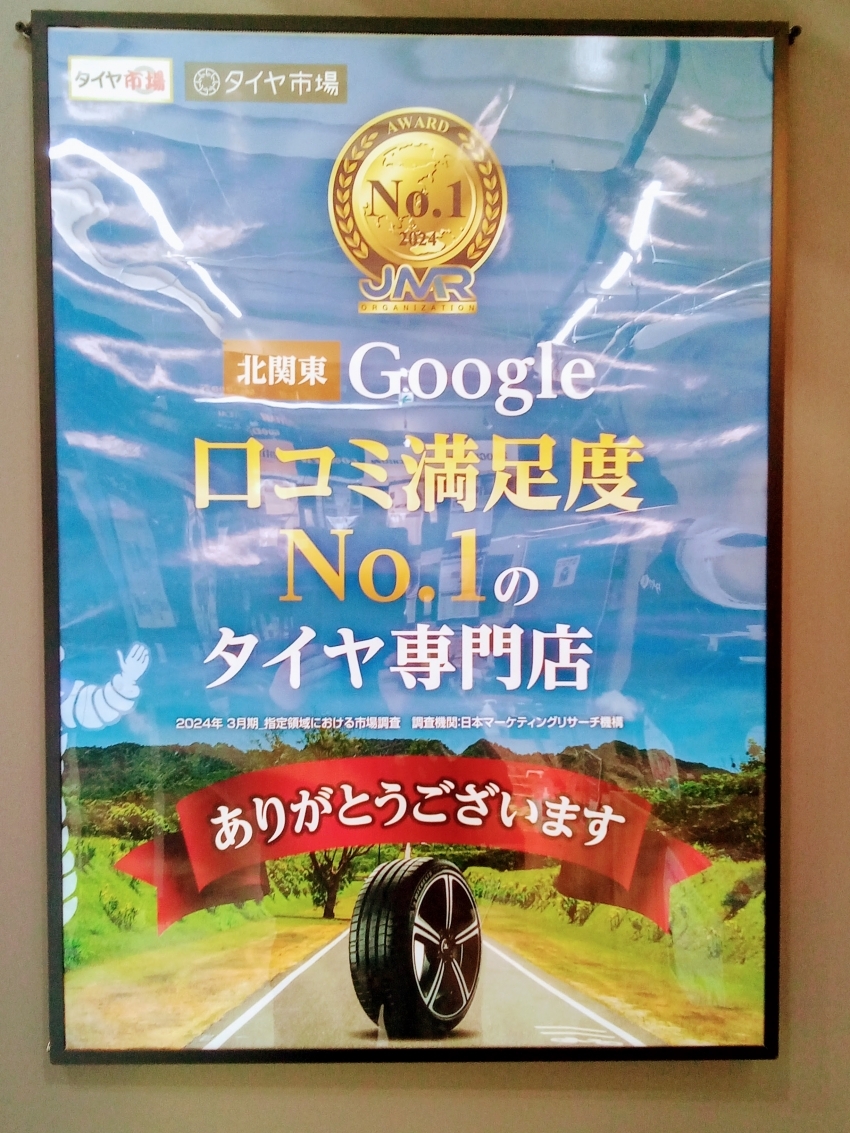 タイヤ市場 タイヤ市場
AWARD
No.1
2024
JMR
ORGANIZATION
北関東 Google
口コミ満足度
No.1の
タイヤ専門店
2024年 3月期_指定領域における市場調査 調査機関:日本マーケティングリサーチ機構
ありがとうございます